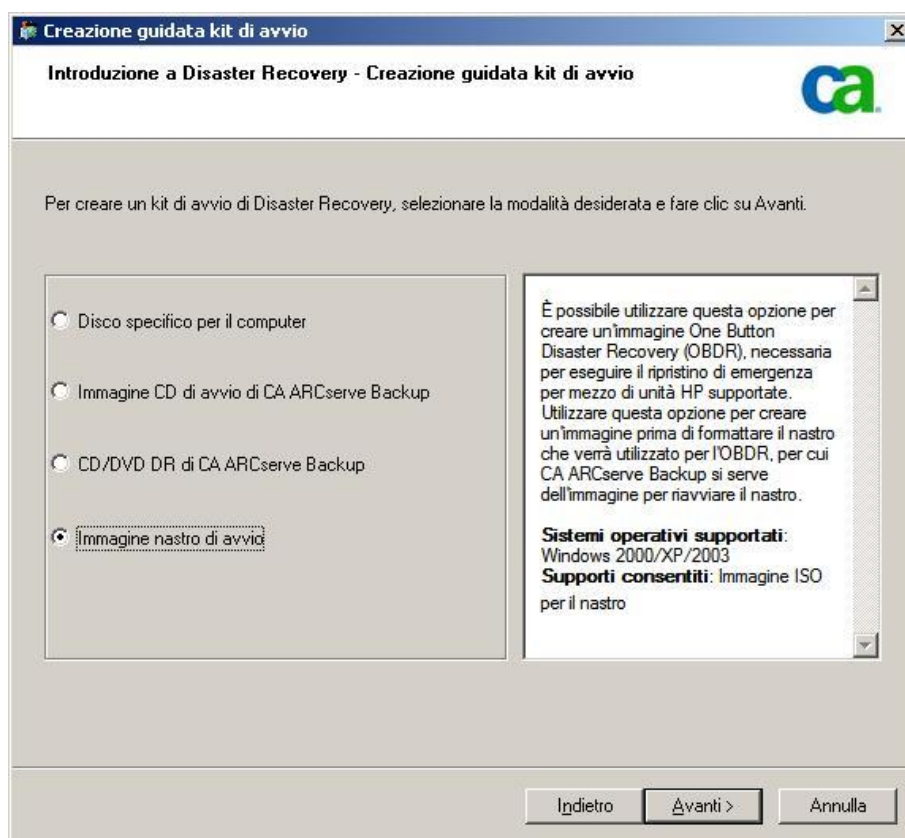 Creazione guidata kit di avvio
Introduzione a Disaster Recovery - Creazione guidata kit di avvio
ca
Per creare un kit di avvio di Disaster Recovery, selezionare la modalità desiderata e fare clic su Avanti.
Disco specifico per il computer
Immagine CD di avvio di CA ARCserve Backup
CD/DVD DR di CA ARCserve Backup
Immagine nastro di avvio
È possibile utilizzare questa opzione per
creare un'immagine One Button
Disaster Recovery (OBDR), necessaria
per eseguire il ripristino di emergenza
per mezzo di unità HP supportate.
Utilizzare questa opzione per creare
un'immagine prima di formattare il nastro
che verrà utilizzato per l'OBDR, per cui
CA ARCserve Backup si serve
dell'immagine per riavviare il nastro.
Sistemi operativi supportati:
Windows 2000/XP/2003
Supporti consentiti: Immagine ISO
per il nastro
Indietro
Avanti >
Annulla